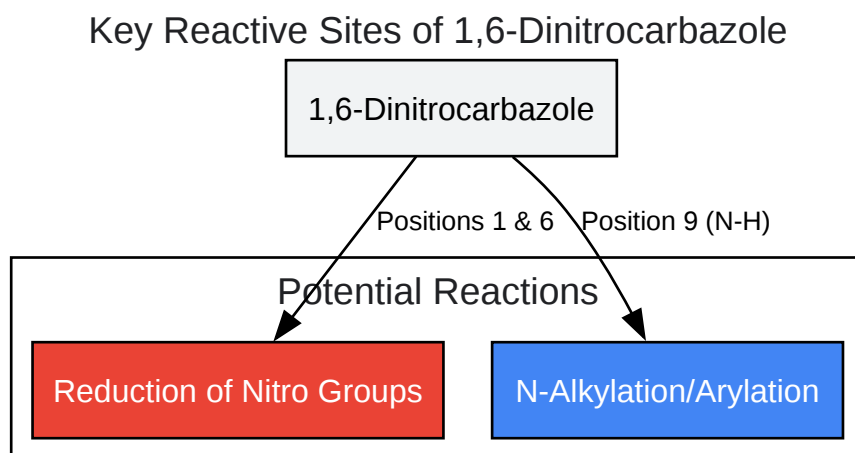 Key Reactive Sites of 1,6-Dinitrocarbazole
1,6-Dinitrocarbazole
Positions 1 & 6
Position 9 (N-H)
Potential Reactions
Reduction of Nitro Groups
N-Alkylation/Arylation